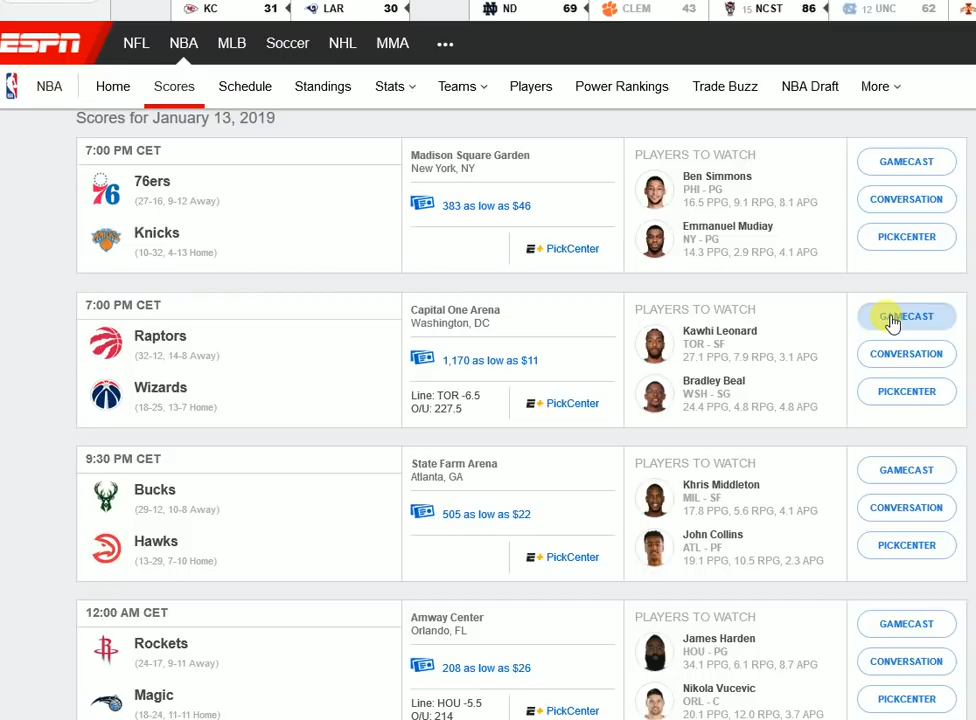 KC 31 LAR 30 ND 69 CLEM 43 15 NCST 86 12 UNC 62
ESPN NFL NBA MLB Soccer NHL MMA •••
NBA Home Scores Schedule Standings Stats Teams Players Power Rankings Trade Buzz NBA Draft More
Scores for January 13, 2019
7:00 PM CET
76ers
(27-16, 9-12 Away)
Knicks
(10-32, 4-13 Home)
Madison Square Garden
New York, NY
383 as low as $46
E+ PickCenter
PLAYERS TO WATCH
Ben Simmons
PHI - PG
16.5 PPG, 9.1 RPG, 8.1 APG
Emmanuel Mudiay
NY - PG
14.3 PPG, 2.9 RPG, 4.1 APG
GAMECAST
CONVERSATION
PICKCENTER
7:00 PM CET
Raptors
(32-12, 14-8 Away)
Wizards
(18-25, 13-7 Home)
Capital One Arena
Washington, DC
1,170 as low as $11
Line: TOR -6.5
O/U: 227.5
E+ PickCenter
PLAYERS TO WATCH
Kawhi Leonard
TOR - SF
27.1 PPG, 7.9 RPG, 3.1 APG
Bradley Beal
WSH - SG
24.4 PPG, 4.8 RPG, 4.8 APG
GAMECAST
CONVERSATION
PICKCENTER
9:30 PM CET
Bucks
(29-12, 10-8 Away)
Hawks
(13-29, 7-10 Home)
State Farm Arena
Atlanta, GA
505 as low as $22
E+ PickCenter
PLAYERS TO WATCH
Khris Middleton
MIL - SF
17.8 PPG, 5.6 RPG, 4.1 APG
John Collins
ATL - PF
19.1 PPG, 10.5 RPG, 2.3 APG
GAMECAST
CONVERSATION
PICKCENTER
12:00 AM CET
Rockets
(24-17, 9-11 Away)
Magic
(18-24, 11-11 Home)
Amway Center
Orlando, FL
208 as low as $26
Line: HOU -5.5
O/U: 214
E+ PickCenter
PLAYERS TO WATCH
James Harden
HOU - PG
34.1 PPG, 6.1 RPG, 8.7 APG
Nikola Vucevic
ORL - C
20.1 PPG, 12.0 RPG, 3.7 APG
GAMECAST
CONVERSATION
PICKCENTER